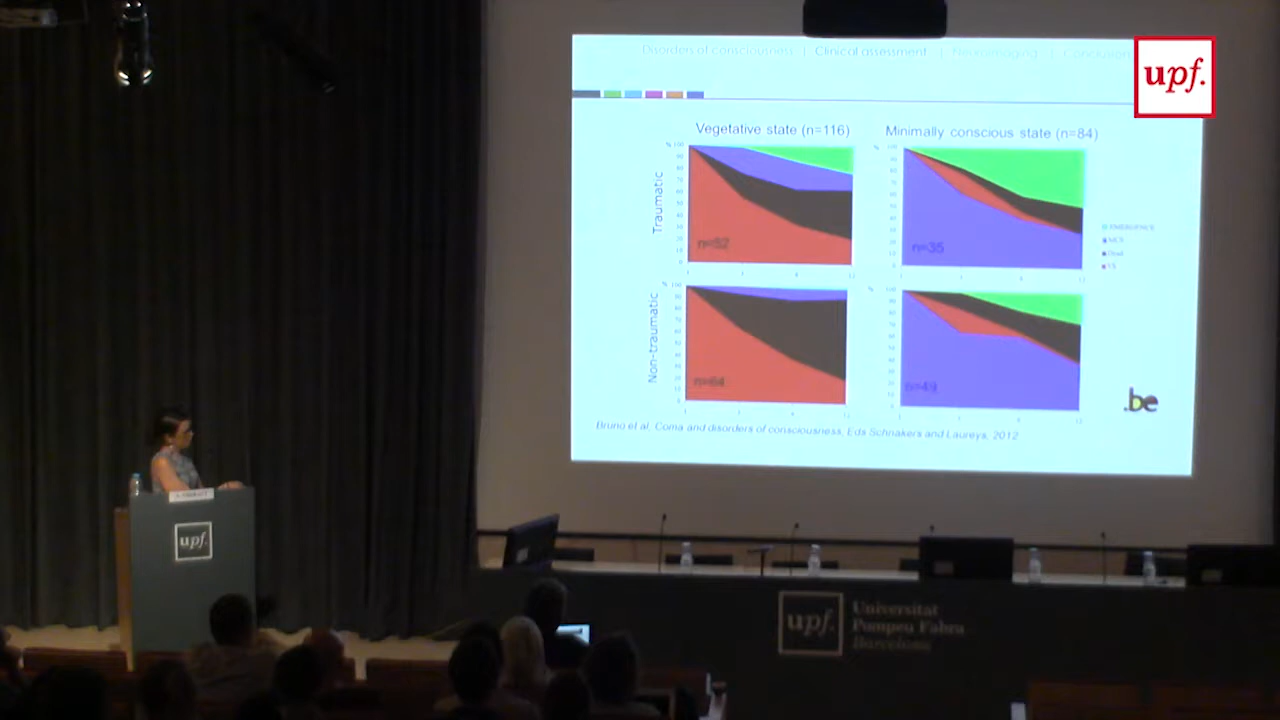 Disorders of consciousness | Clinical assessment | Neuroimaging | Conclusion
upf.
Vegetative state (n=116)
Minimally conscious state (n=84)
Traumatic
n=52
n=35
EMERGENCE
MCS
Dead
VS
Non-traumatic
n=64
n=49
.be
Bruno et al, Coma and disorders of consciousness, Eds Schnakers and Laureys, 2012
upf.
upf.
Universitat
Pompeu Fabra
Barcelona